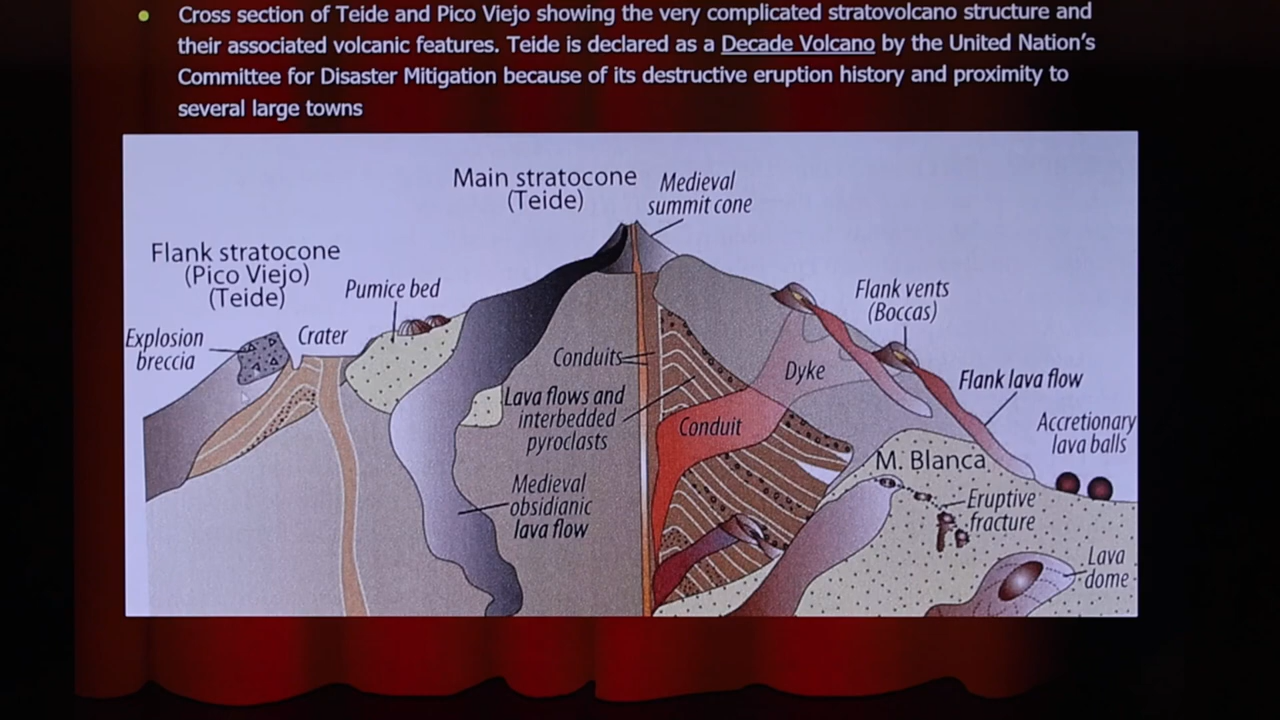 Cross section of Teide and Pico Viejo showing the very complicated stratovolcano structure and
their associated volcanic features. Teide is declared as a Decade Volcano by the United Nation's
Committee for Disaster Mitigation because of its destructive eruption history and proximity to
several large towns
Main stratocone
(Teide)
Medieval
summit cone
Flank stratocone
(Pico Viejo)
(Teide)
Pumice bed
Flank vents
(Boccas)
Explosion
breccia
Crater
Conduits
Dyke
Flank lava flow
Lava flows and
interbedded
pyroclasts
Conduit
Accretionary
lava balls
M. Blanca
Medieval
obsidianic
lava flow
Eruptive
fracture
Lava
dome